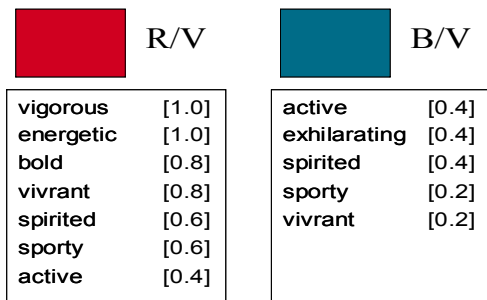 R/V
vigorous [1.0]
energetic [1.0]
bold [0.8]
vivrant [0.8]
spirited [0.6]
sporty [0.6]
active [0.4]
B/V
active [0.4]
exhilarating [0.4]
spirited [0.4]
sporty [0.2]
vivrant [0.2]